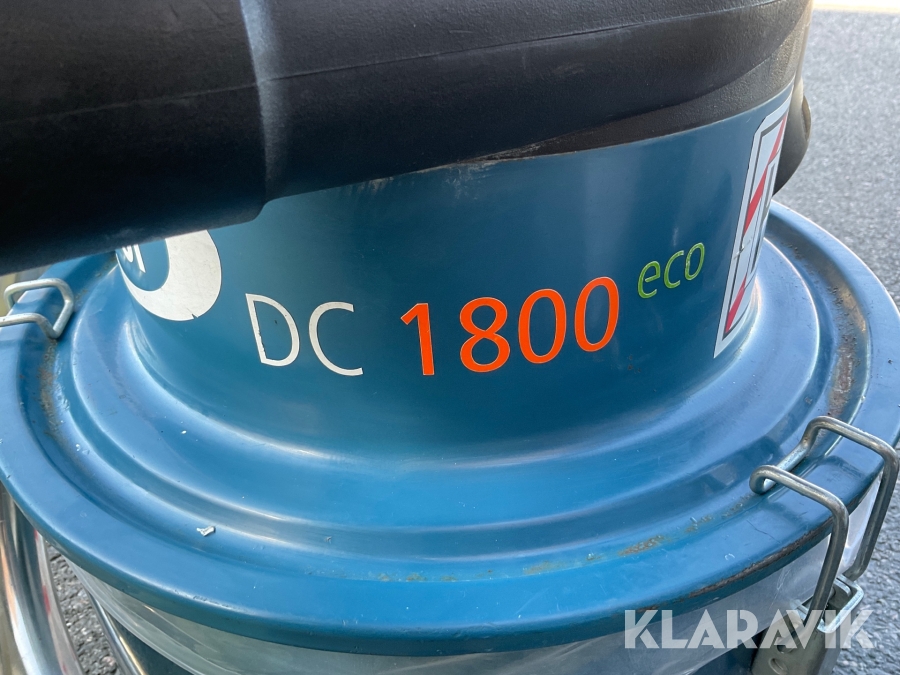 DC 1800 eco
KLARAVIK